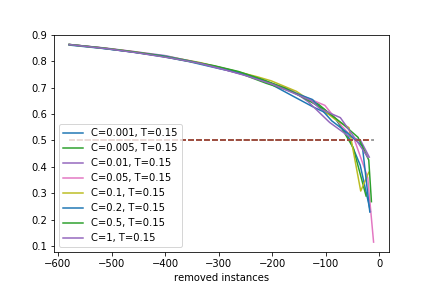 0.9
0.8
0.7
0.6
0.5
0.4
0.3
0.2
0.1
C=0.001, T=0.15
C=0.005, T=0.15
C=0.01, T=0.15
C=0.05, T=0.15
C=0.1, T=0.15
C=0.2, T=0.15
C=0.5, T=0.15
C=1, T=0.15
−600 −500 −400 −300 −200 −100 0
removed instances